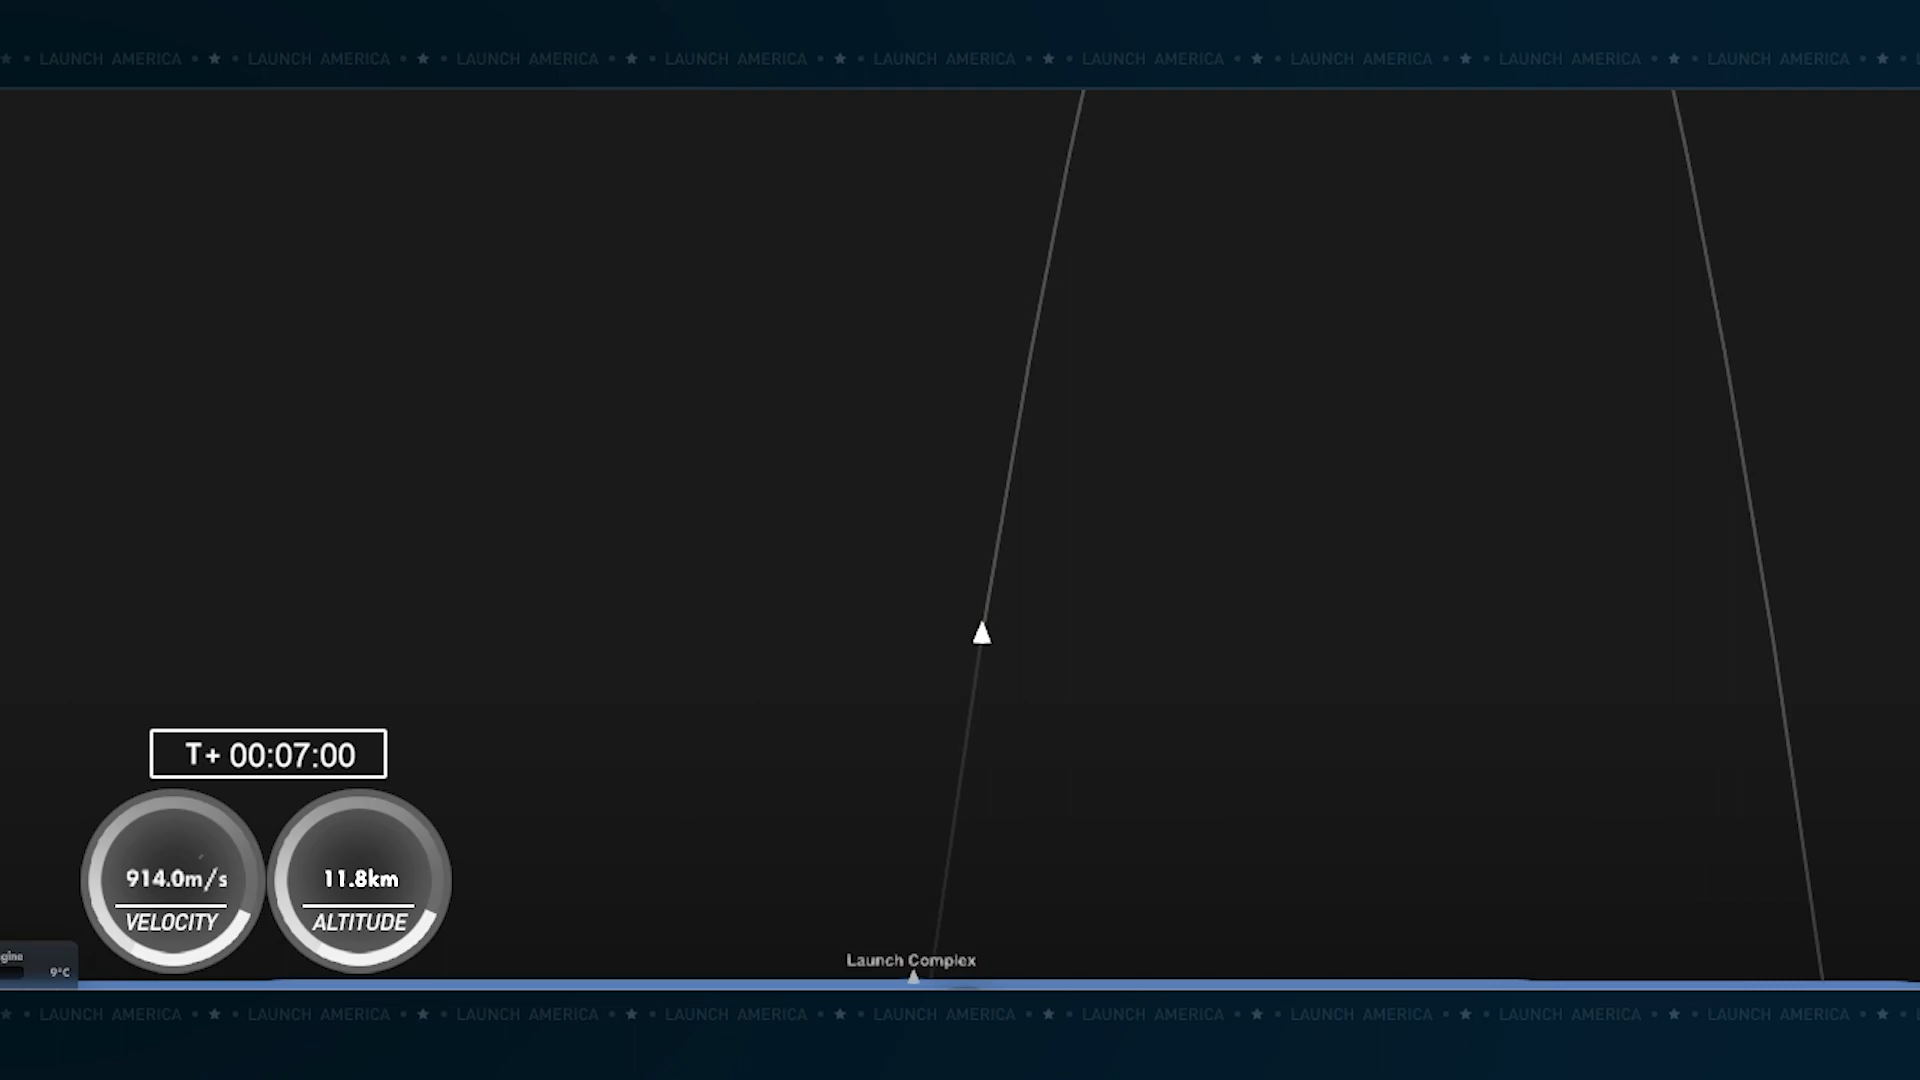 ★ • LAUNCH AMERICA • ★ • LAUNCH AMERICA • ★ • LAUNCH AMERICA • ★ • LAUNCH AMERICA • ★ • LAUNCH AMERICA • ★ • LAUNCH AMERICA • ★ • LAUNCH AMERICA • ★ • LAUNCH AMERICA • ★ • LAUNCH AMERICA • ★ •
T+ 00:07:00
914.0m/s 11.8km
VELOCITY ALTITUDE
gine
9°C
Launch Complex
★ • LAUNCH AMERICA • ★ • LAUNCH AMERICA • ★ • LAUNCH AMERICA • ★ • LAUNCH AMERICA • ★ • LAUNCH AMERICA • ★ • LAUNCH AMERICA • ★ • LAUNCH AMERICA • ★ • LAUNCH AMERICA • ★ • LAUNCH AMERICA • ★ •